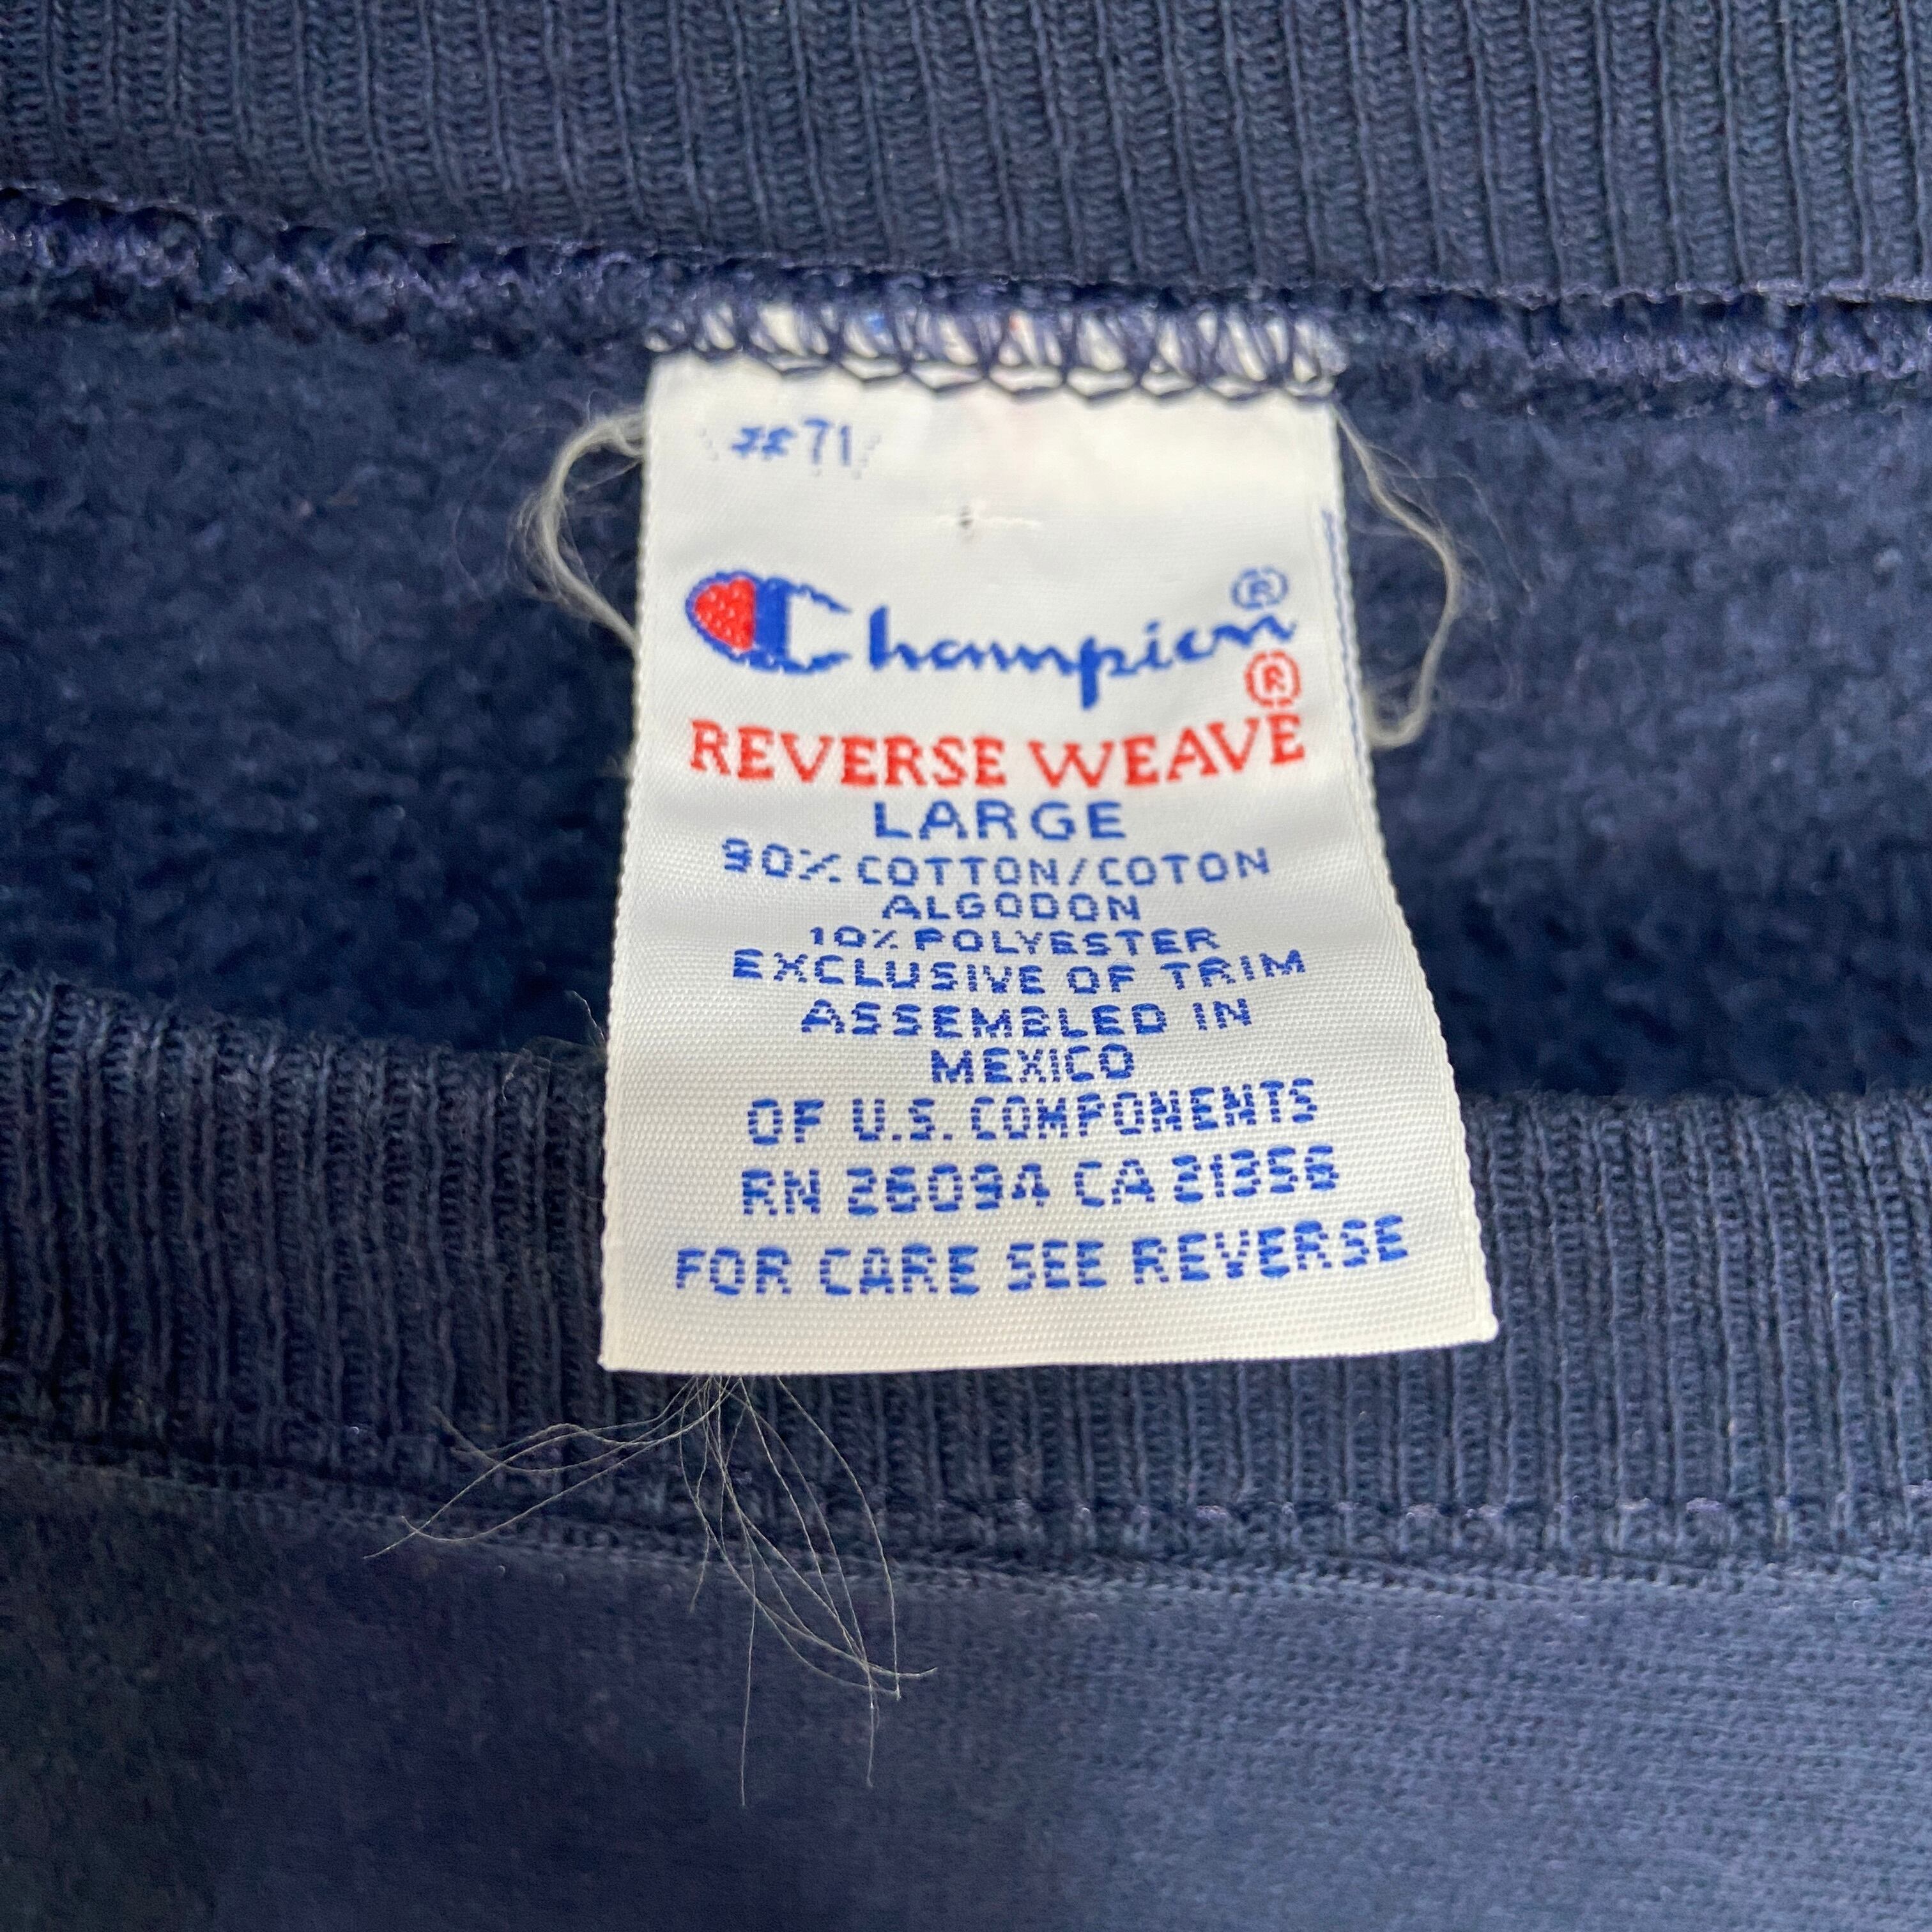 #71
Champion®
REVERSE WEAVE®
LARGE
90% COTTON/COTON
ALGODON
10% POLYESTER
EXCLUSIVE OF TRIM
ASSEMBLED IN
MEXICO
OF U.S. COMPONENTS
RN 26094 CA 21356
FOR CARE SEE REVERSE